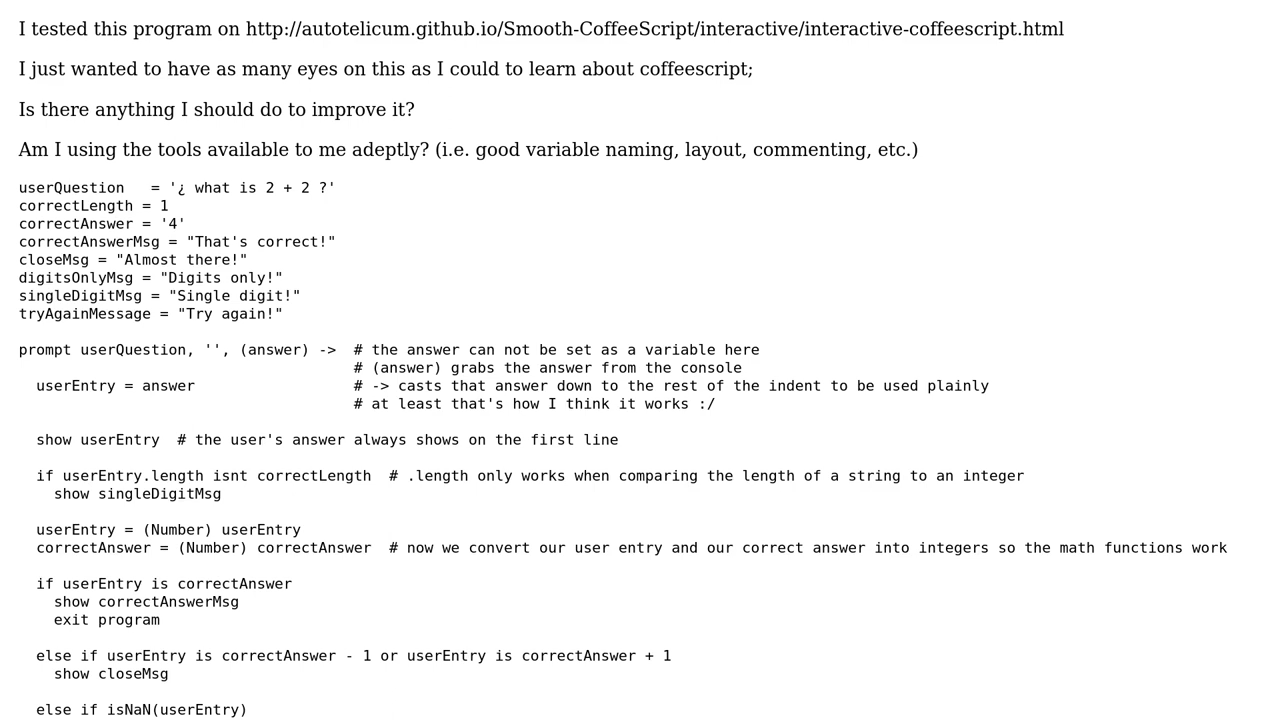 I tested this program on http://autotelicum.github.io/Smooth-CoffeeScript/interactive/interactive-coffeescript.html
I just wanted to have as many eyes on this as I could to learn about coffeescript;
Is there anything I should do to improve it?
Am I using the tools available to me adeptly? (i.e. good variable naming, layout, commenting, etc.)
userQuestion   = '¿ what is 2 + 2 ?'
correctLength = 1
correctAnswer = '4'
correctAnswerMsg = "That's correct!"
closeMsg = "Almost there!"
digitsOnlyMsg = "Digits only!"
singleDigitMsg = "Single digit!"
tryAgainMessage = "Try again!"
prompt userQuestion, '', (answer) ->  # the answer can not be set as a variable here
                                      # (answer) grabs the answer from the console
  userEntry = answer                  # -> casts that answer down to the rest of the indent to be used plainly
                                      # at least that's how I think it works :/
  show userEntry  # the user's answer always shows on the first line
  if userEntry.length isnt correctLength  # .length only works when comparing the length of a string to an integer
    show singleDigitMsg
  userEntry = (Number) userEntry
  correctAnswer = (Number) correctAnswer  # now we convert our user entry and our correct answer into integers so the math functions work
  if userEntry is correctAnswer
    show correctAnswerMsg
    exit program
  else if userEntry is correctAnswer - 1 or userEntry is correctAnswer + 1
    show closeMsg
  else if isNaN(userEntry)